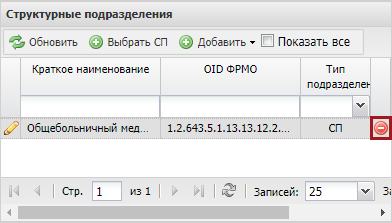 Структурные подразделения
Обновить Выбрать СП Добавить Показать все
Краткое наименование OID ФРМО Тип подразделен
Общебольничный мед... 1.2.643.5.1.13.13.12.2.... СП
Стр. 1 из 1 Записей: 25 За